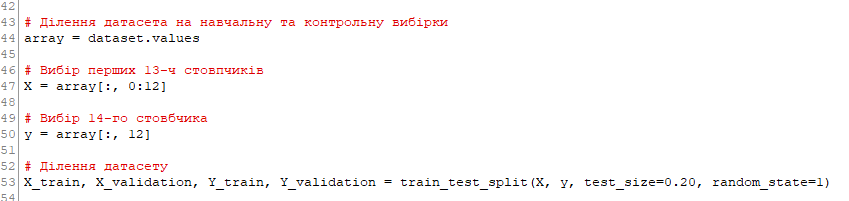 42
43 # Ділення датасета на навчальну та контрольну вибірки
44 array = dataset.values
45
46 # Вибір перших 13-ч стовпчиків
47 X = array[:, 0:12]
48
49 # Вибір 14-го стовбчика
50 y = array[:, 12]
51
52 # Ділення датасету
53 X_train, X_validation, Y_train, Y_validation = train_test_split(X, y, test_size=0.20, random_state=1)
54